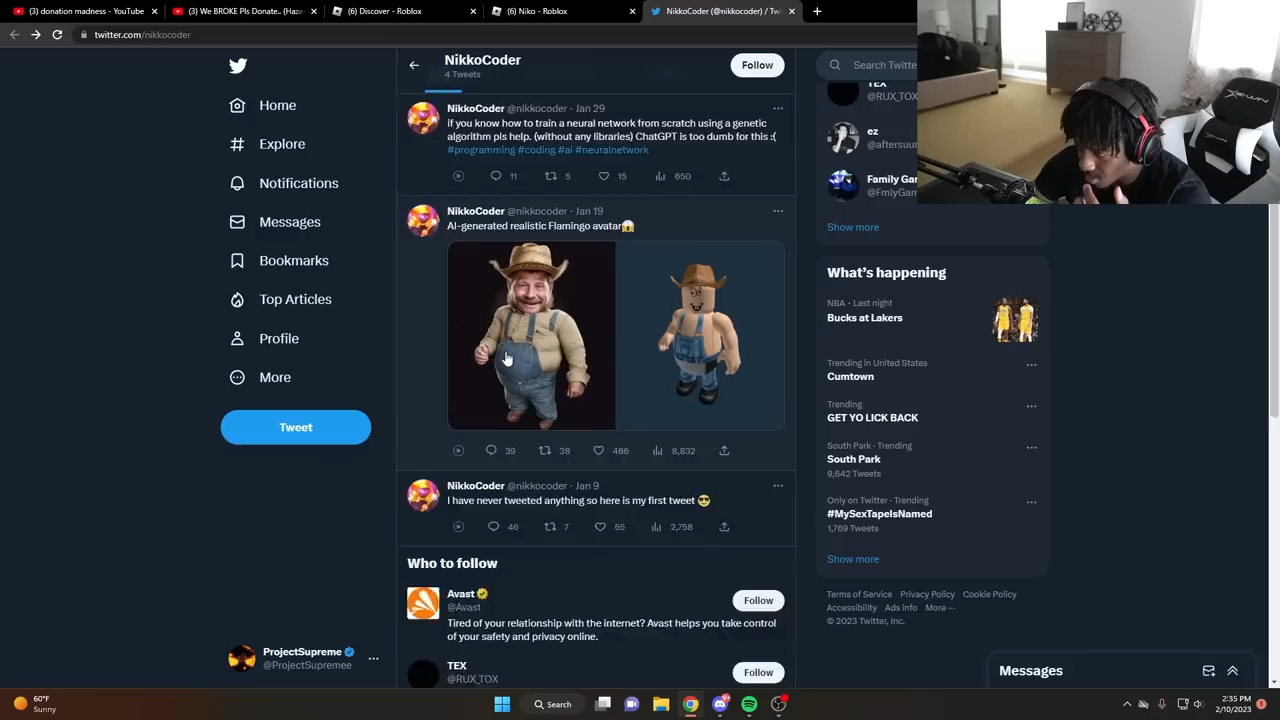 (3) donation madness - YouTube
(3) We BROKE Pls Donate.. (Haze
(6) Discover - Roblox
(6) Niko - Roblox
NikkoCoder (@nikkocoder) / Twi
twitter.com/nikkocoder
Home
Explore
Notifications
Messages
Bookmarks
Top Articles
Profile
More
Tweet
ProjectSupreme
@ProjectSupremee
NikkoCoder
4 Tweets
Follow
NikkoCoder @nikkocoder · Jan 29
if you know how to train a neural network from scratch using a genetic
algorithm pls help. (without any libraries) ChatGPT is too dumb for this :(
#programming #coding #ai #neuralnetwork
11 5 15 650
NikkoCoder @nikkocoder · Jan 19
AI-generated realistic Flamingo avatar😱
39 38 466 8,832
NikkoCoder @nikkocoder · Jan 9
I have never tweeted anything so here is my first tweet 😎
46 7 65 2,758
Who to follow
Avast
@Avast
Follow
Tired of your relationship with the internet? Avast helps you take control
of your safety and privacy online.
TEX
@RUX_TOX
Follow
Search Twitte
TEX
@RUX_TO
ez
@aftersuur
Family Gar
@FmlyGam
Show more
What's happening
NBA · Last night
Bucks at Lakers
Trending in United States
Cumtown
Trending
GET YO LICK BACK
South Park · Trending
South Park
9,642 Tweets
Only on Twitter · Trending
#MySexTapeIsNamed
1,769 Tweets
Show more
Terms of Service Privacy Policy Cookie Policy
Accessibility Ads info More ···
© 2023 Twitter, Inc.
Messages
60°F
Sunny
Search
2:35 PM
2/10/2023